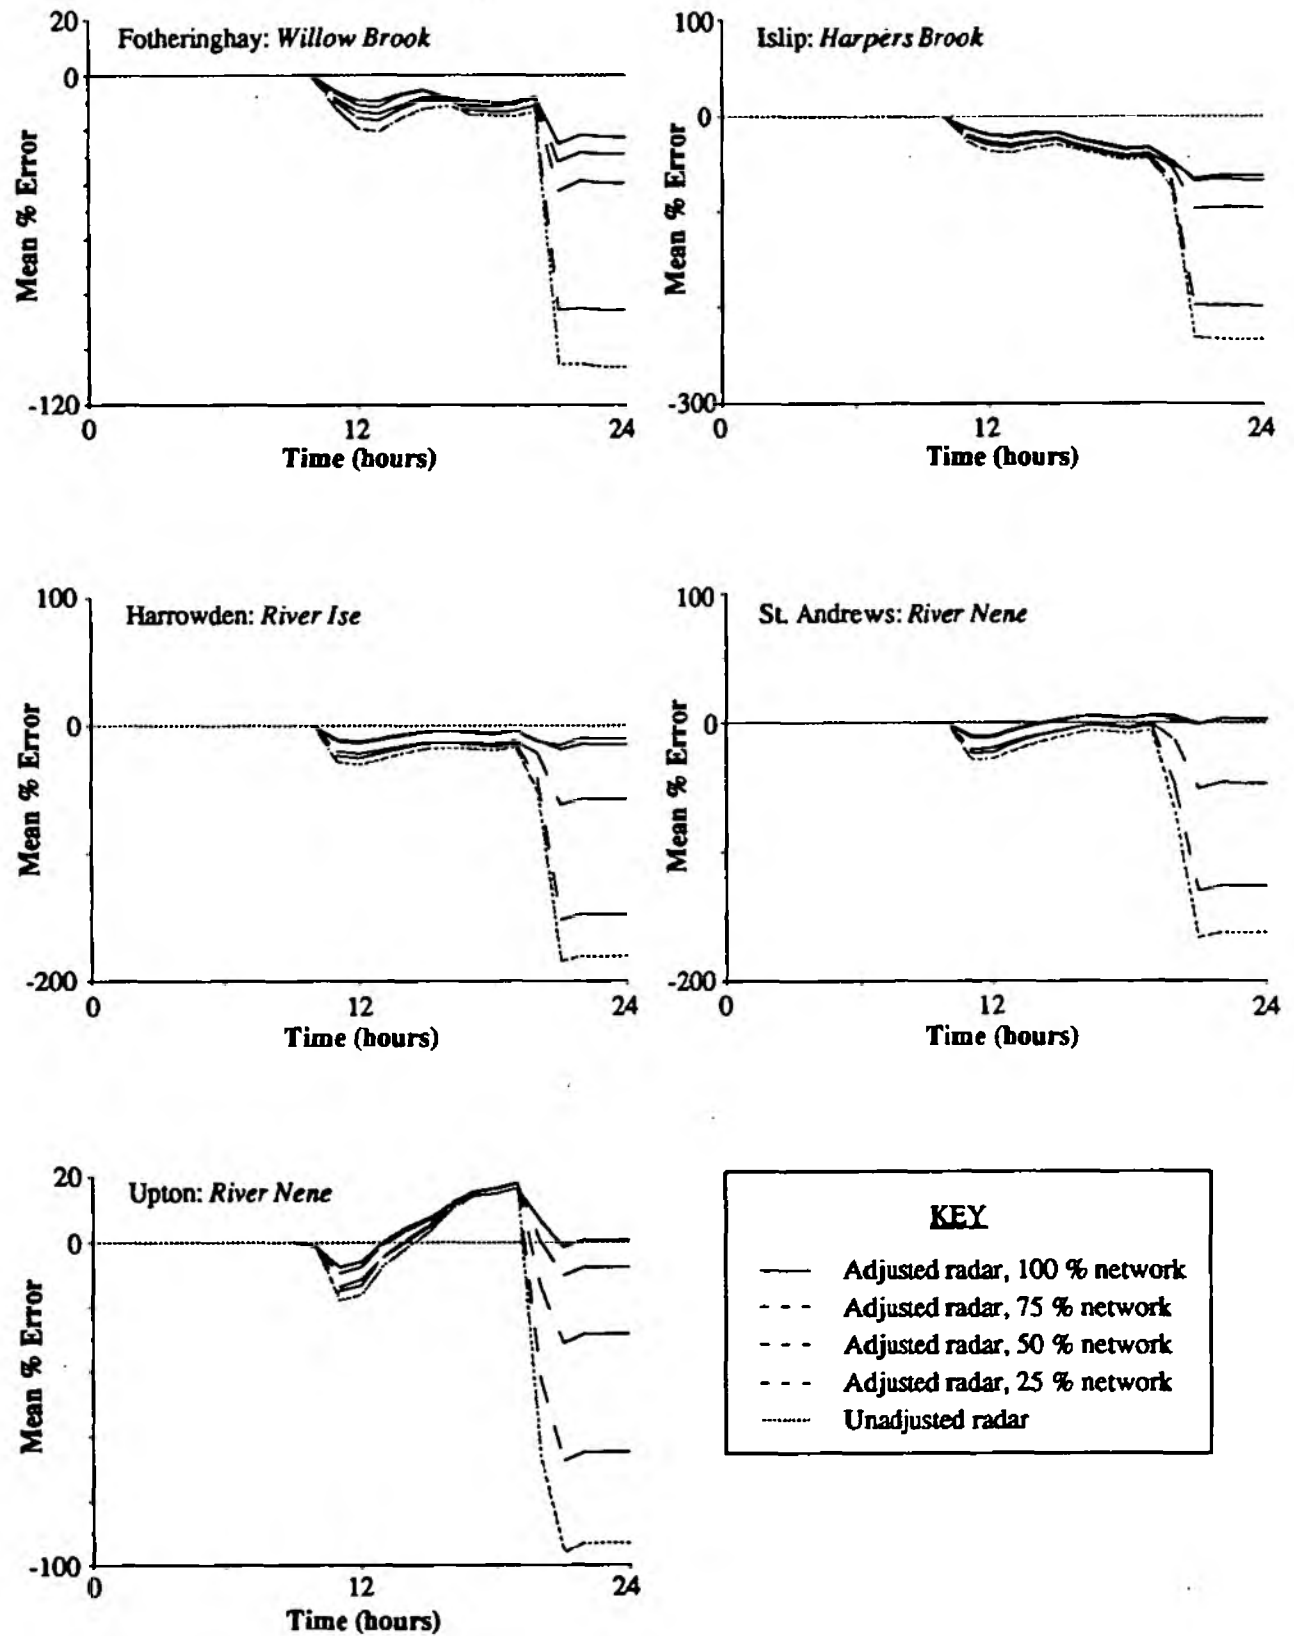 20
Fotheringhay: Willow Brook
0
Mean % Error
-120
0
12
24
Time (hours)
100
Islip: Harpers Brook
0
Mean % Error
-300
0
12
24
Time (hours)
100
Harrowden: River Ise
0
Mean % Error
-200
0
12
24
Time (hours)
100
St. Andrews: River Nene
0
Mean % Error
-200
0
12
24
Time (hours)
20
Upton: River Nene
0
Mean % Error
-100
0
12
24
Time (hours)
KEY
Adjusted radar, 100 % network
Adjusted radar, 75 % network
Adjusted radar, 50 % network
Adjusted radar, 25 % network
Unadjusted radar